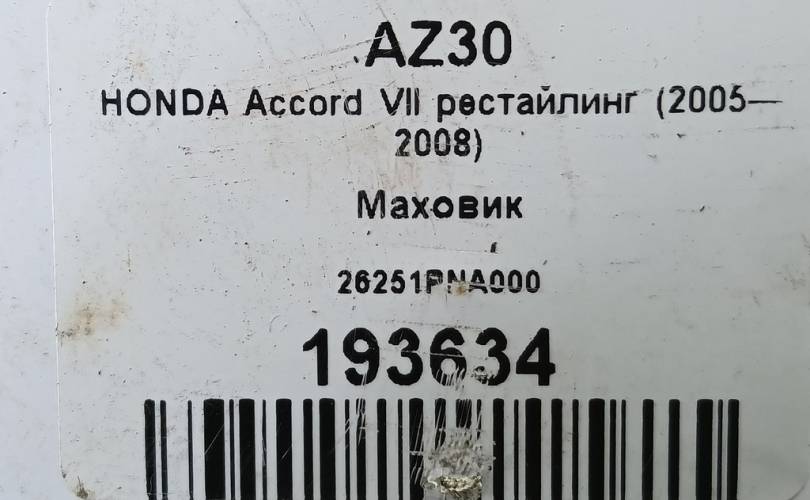 AZ30
HONDA Accord VII рестайлинг (2005—
2008)
Маховик
26251PNA000
193634